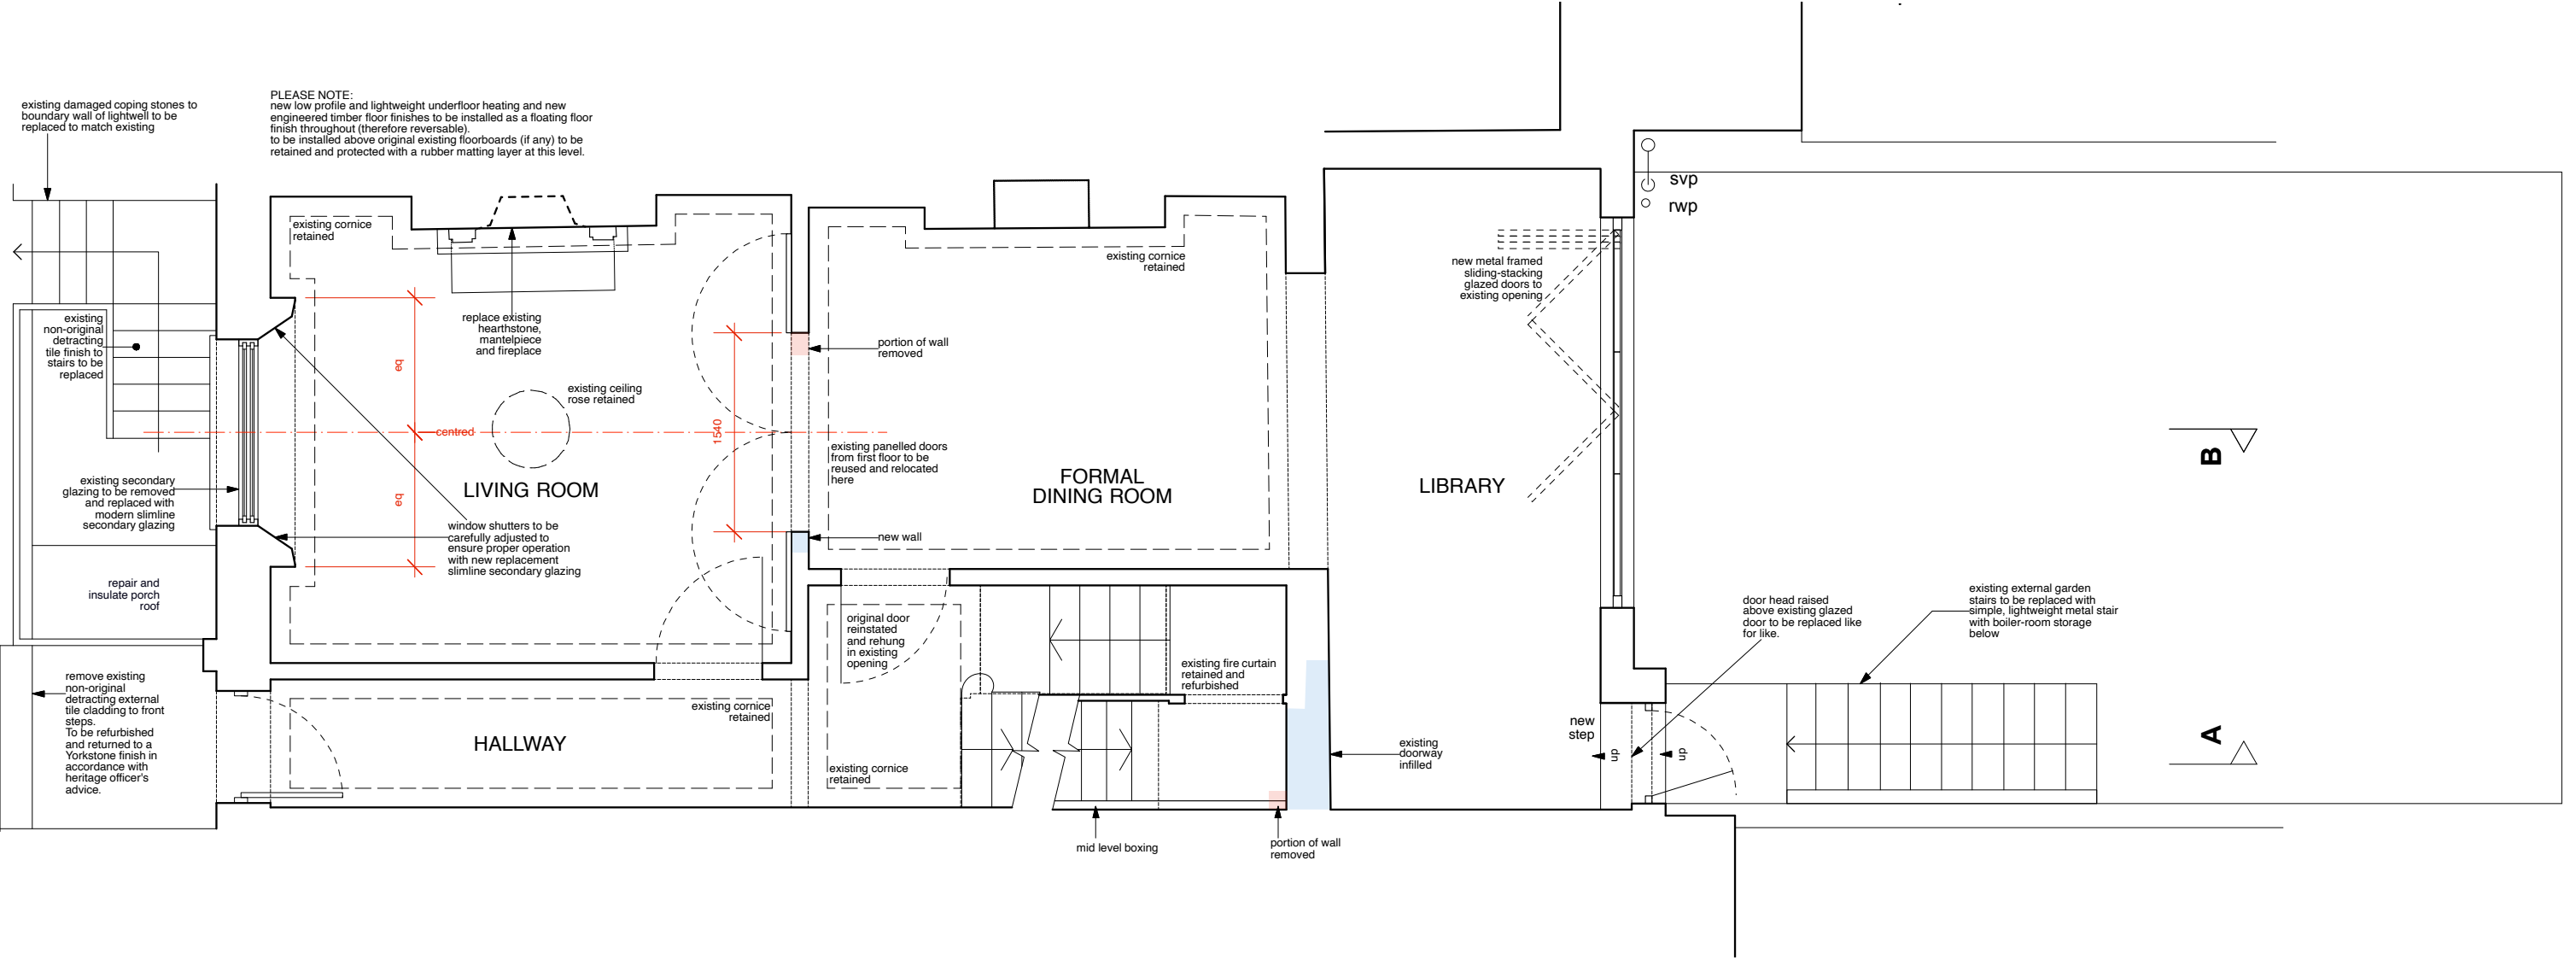 existing damaged coping stones to
boundary wall of lightwell to be
replaced to match existing
PLEASE NOTE:
new low profile and lightweight underfloor heating and new
engineered timber floor finishes to be installed as a floating floor
finish throughout (therefore reversable).
to be installed above original existing floorboards (if any) to be
retained and protected with a rubber matting layer at this level.
existing cornice
retained
existing
non-original
detracting
tile finish to
stairs to be
replaced
replace existing
hearthstone,
mantelpiece
and fireplace
existing ceiling
rose retained
eq
centred
eq
1540
LIVING ROOM
existing secondary
glazing to be removed
and replaced with
modern slimline
secondary glazing
window shutters to be
carefully adjusted to
ensure proper operation
with new replacement
slimline secondary glazing
repair and
insulate porch
roof
remove existing
non-original
detracting external
tile cladding to front
steps.
To be refurbished
and returned to a
Yorkstone finish in
accordance with
heritage officer's
advice.
existing cornice
retained
HALLWAY
portion of wall
removed
existing cornice
retained
existing panelled doors
from first floor to be
reused and relocated
here
FORMAL
DINING ROOM
new wall
original door
reinstated
and rehung
in existing
opening
existing cornice
retained
existing fire curtain
retained and
refurbished
mid level boxing
portion of wall
removed
existing
doorway
infilled
LIBRARY
new metal framed
sliding-stacking
glazed doors to
existing opening
svp
rwp
new
step
up
up
door head raised
above existing glazed
door to be replaced like
for like.
existing external garden
stairs to be replaced with
simple, lightweight metal stair
with boiler-room storage
below
B
A